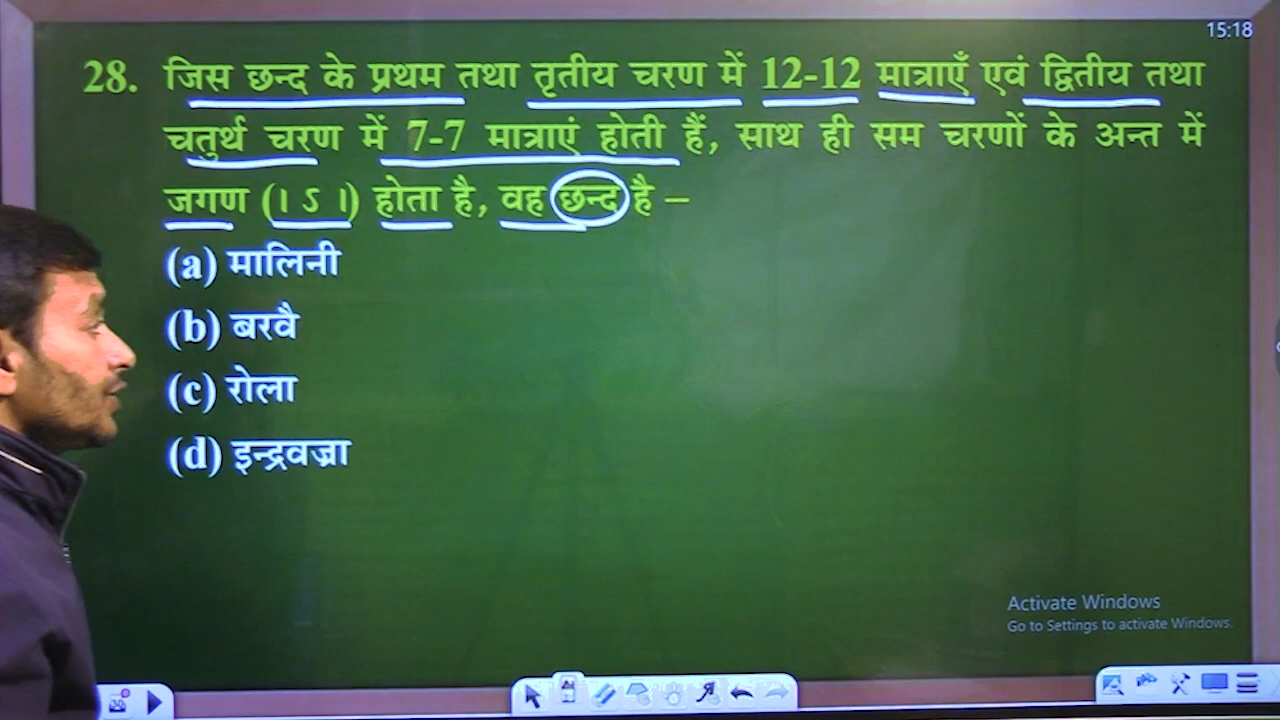 15:18
28. जिस छन्द के प्रथम तथा तृतीय चरण में 12-12 मात्राएँ एवं द्वितीय तथा
चतुर्थ चरण में 7-7 मात्राएं होती हैं, साथ ही सम चरणों के अन्त में
जगण (। ऽ ।) होता है, वह छन्द है –
(a) मालिनी
(b) बरवै
(c) रोला
(d) इन्द्रवज्रा
Activate Windows
Go to Settings to activate Windows.